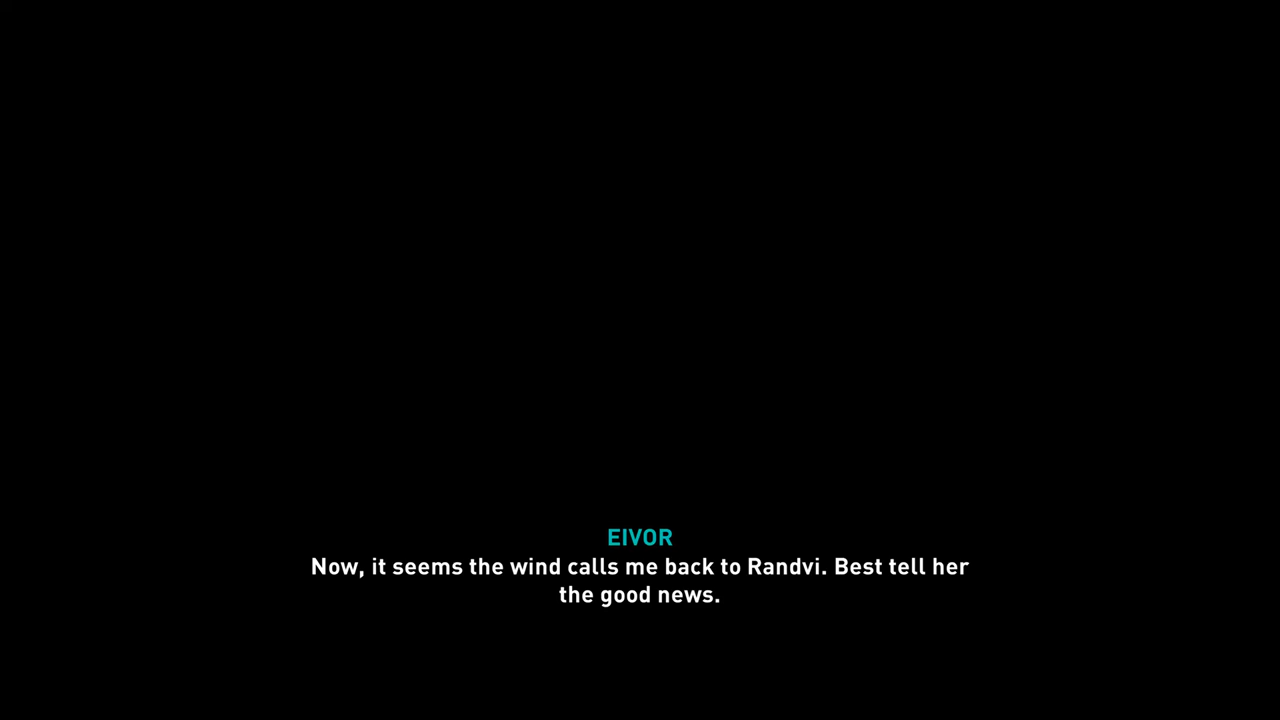 EIVOR
Now, it seems the wind calls me back to Randvi. Best tell her
the good news.